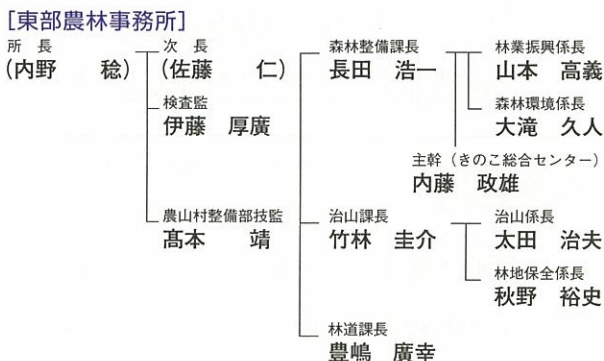 [東部農林事務所]
所長 次長 森林整備課長 林業振興係長
(内野 稔) (佐藤 仁) 長田 浩一 山本 高義
検査監 森林環境係長
伊藤 厚廣 大滝 久人
主幹(きのこ総合センター)
内藤 政雄
農山村整備部技監 治山課長 治山係長
髙本 靖 竹林 圭介 太田 治夫
林地保全係長
秋野 裕史
林道課長
豊嶋 廣幸